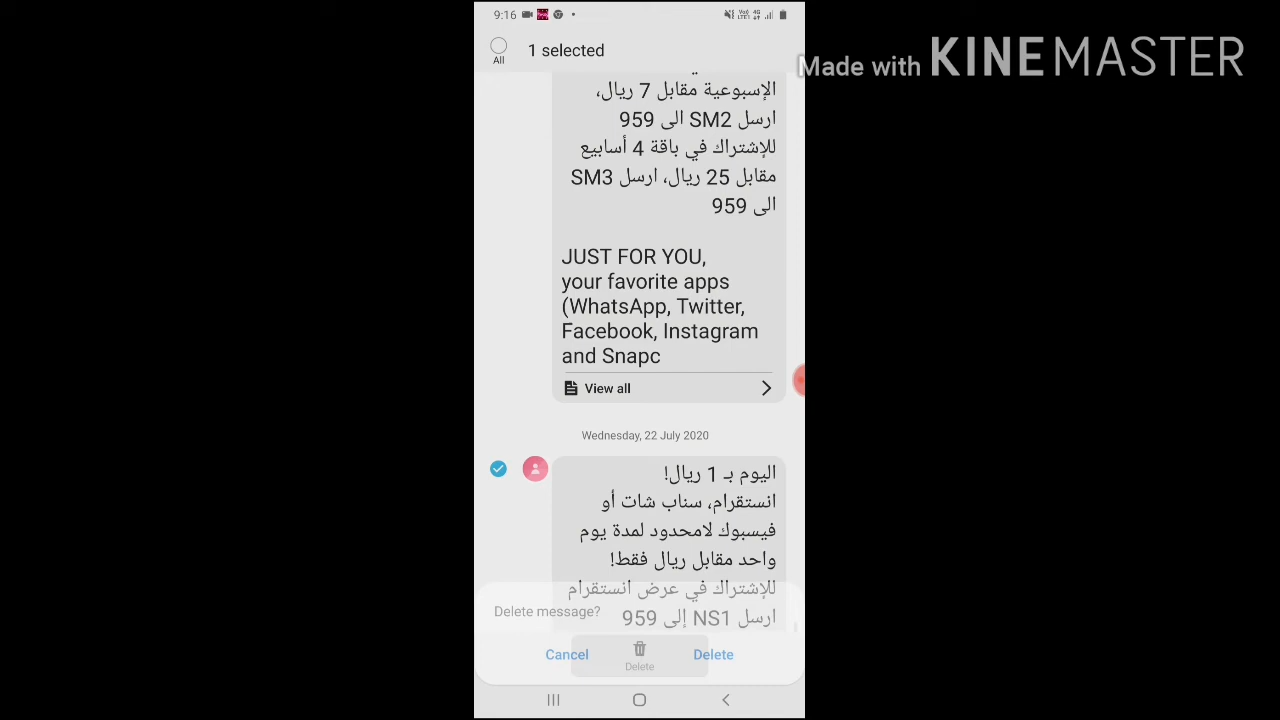 9:16
Made with KINEMASTER
All
1 selected
الإسبوعية مقابل 7 ريال،
ارسل SM2 الى 959
للإشتراك في باقة 4 أسابيع
مقابل 25 ريال، ارسل SM3
الى 959
JUST FOR YOU,
your favorite apps
(WhatsApp, Twitter,
Facebook, Instagram
and Snapc
View all
Wednesday, 22 July 2020
اليوم بـ 1 ريال!
انستقرام، سناب شات أو
فيسبوك لامحدود لمدة يوم
واحد مقابل ريال فقط!
للإشتراك في عرض انستقرام
ارسل NS1 إلى 959
Delete message?
Cancel
Delete
Delete